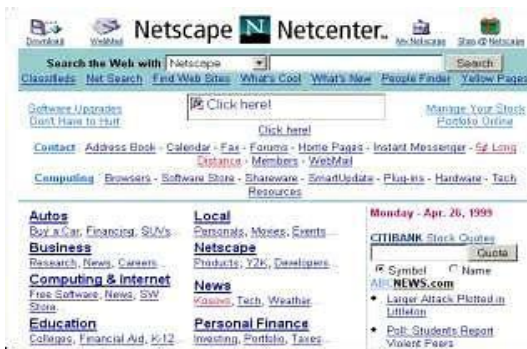 Download
WebMail
Netscape N Netcenter
My Netscape
Shop @ Netscape
Search the Web with Netscape Search
Classifieds Net Search Find Web Sites What's Cool What's New People Finder Yellow Pages
Software Upgrades
Don't Have to Hurt
Click here!
Click here!
Manage Your Stock
Portfolio Online
Contact Address Book - Calendar - Fax - Forums - Home Pages - Instant Messenger - 5¢ Long
Distance - Members - WebMail
Computing Browsers - Software Store - Shareware - SmartUpdate - Plug-ins - Hardware - Tech
Resources
Autos
Buy a Car, Financing, SUVs...
Business
Research, News, Careers...
Computing & Internet
Free Software, News, SW
Store...
Education
Colleges, Financial Aid, K-12...
Local
Personals, Movies, Events...
Netscape
Products, Y2K, Developers...
News
Kosovo, Tech, Weather...
Personal Finance
Investing, Portfolio, Taxes...
Monday - Apr. 26, 1999
CITIBANK Stock Quotes
Quote
Symbol Name
ABCNEWS.com
Larger Attack Plotted in
Littleton
Poll: Students Report
Violent Peers